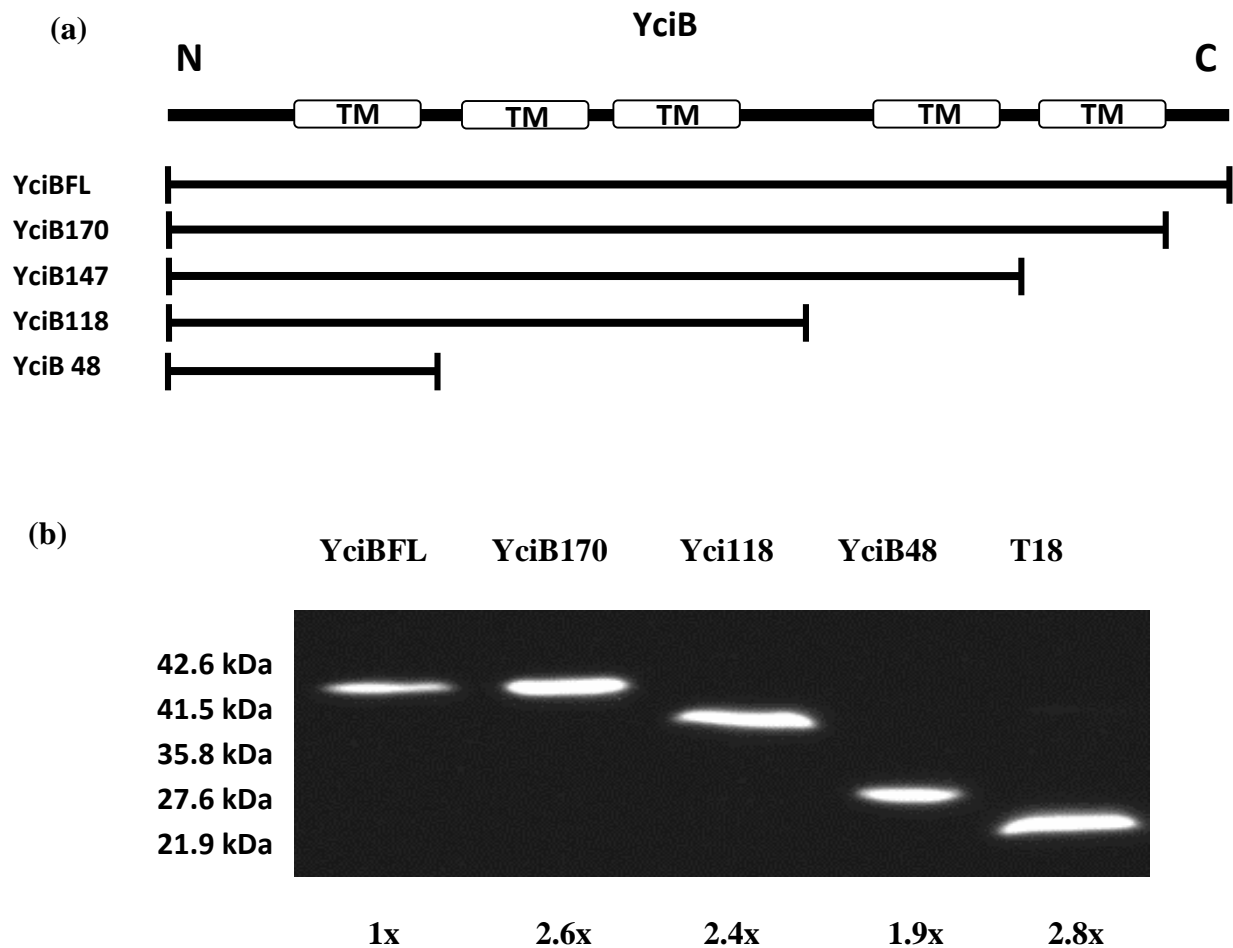 (a)
YciB
N
C
TM TM TM TM TM
YciBFL
YciB170
YciB147
YciB118
YciB 48
(b)
YciBFL YciB170 Yci118 YciB48 T18
42.6 kDa
41.5 kDa
35.8 kDa
27.6 kDa
21.9 kDa
1x 2.6x 2.4x 1.9x 2.8x